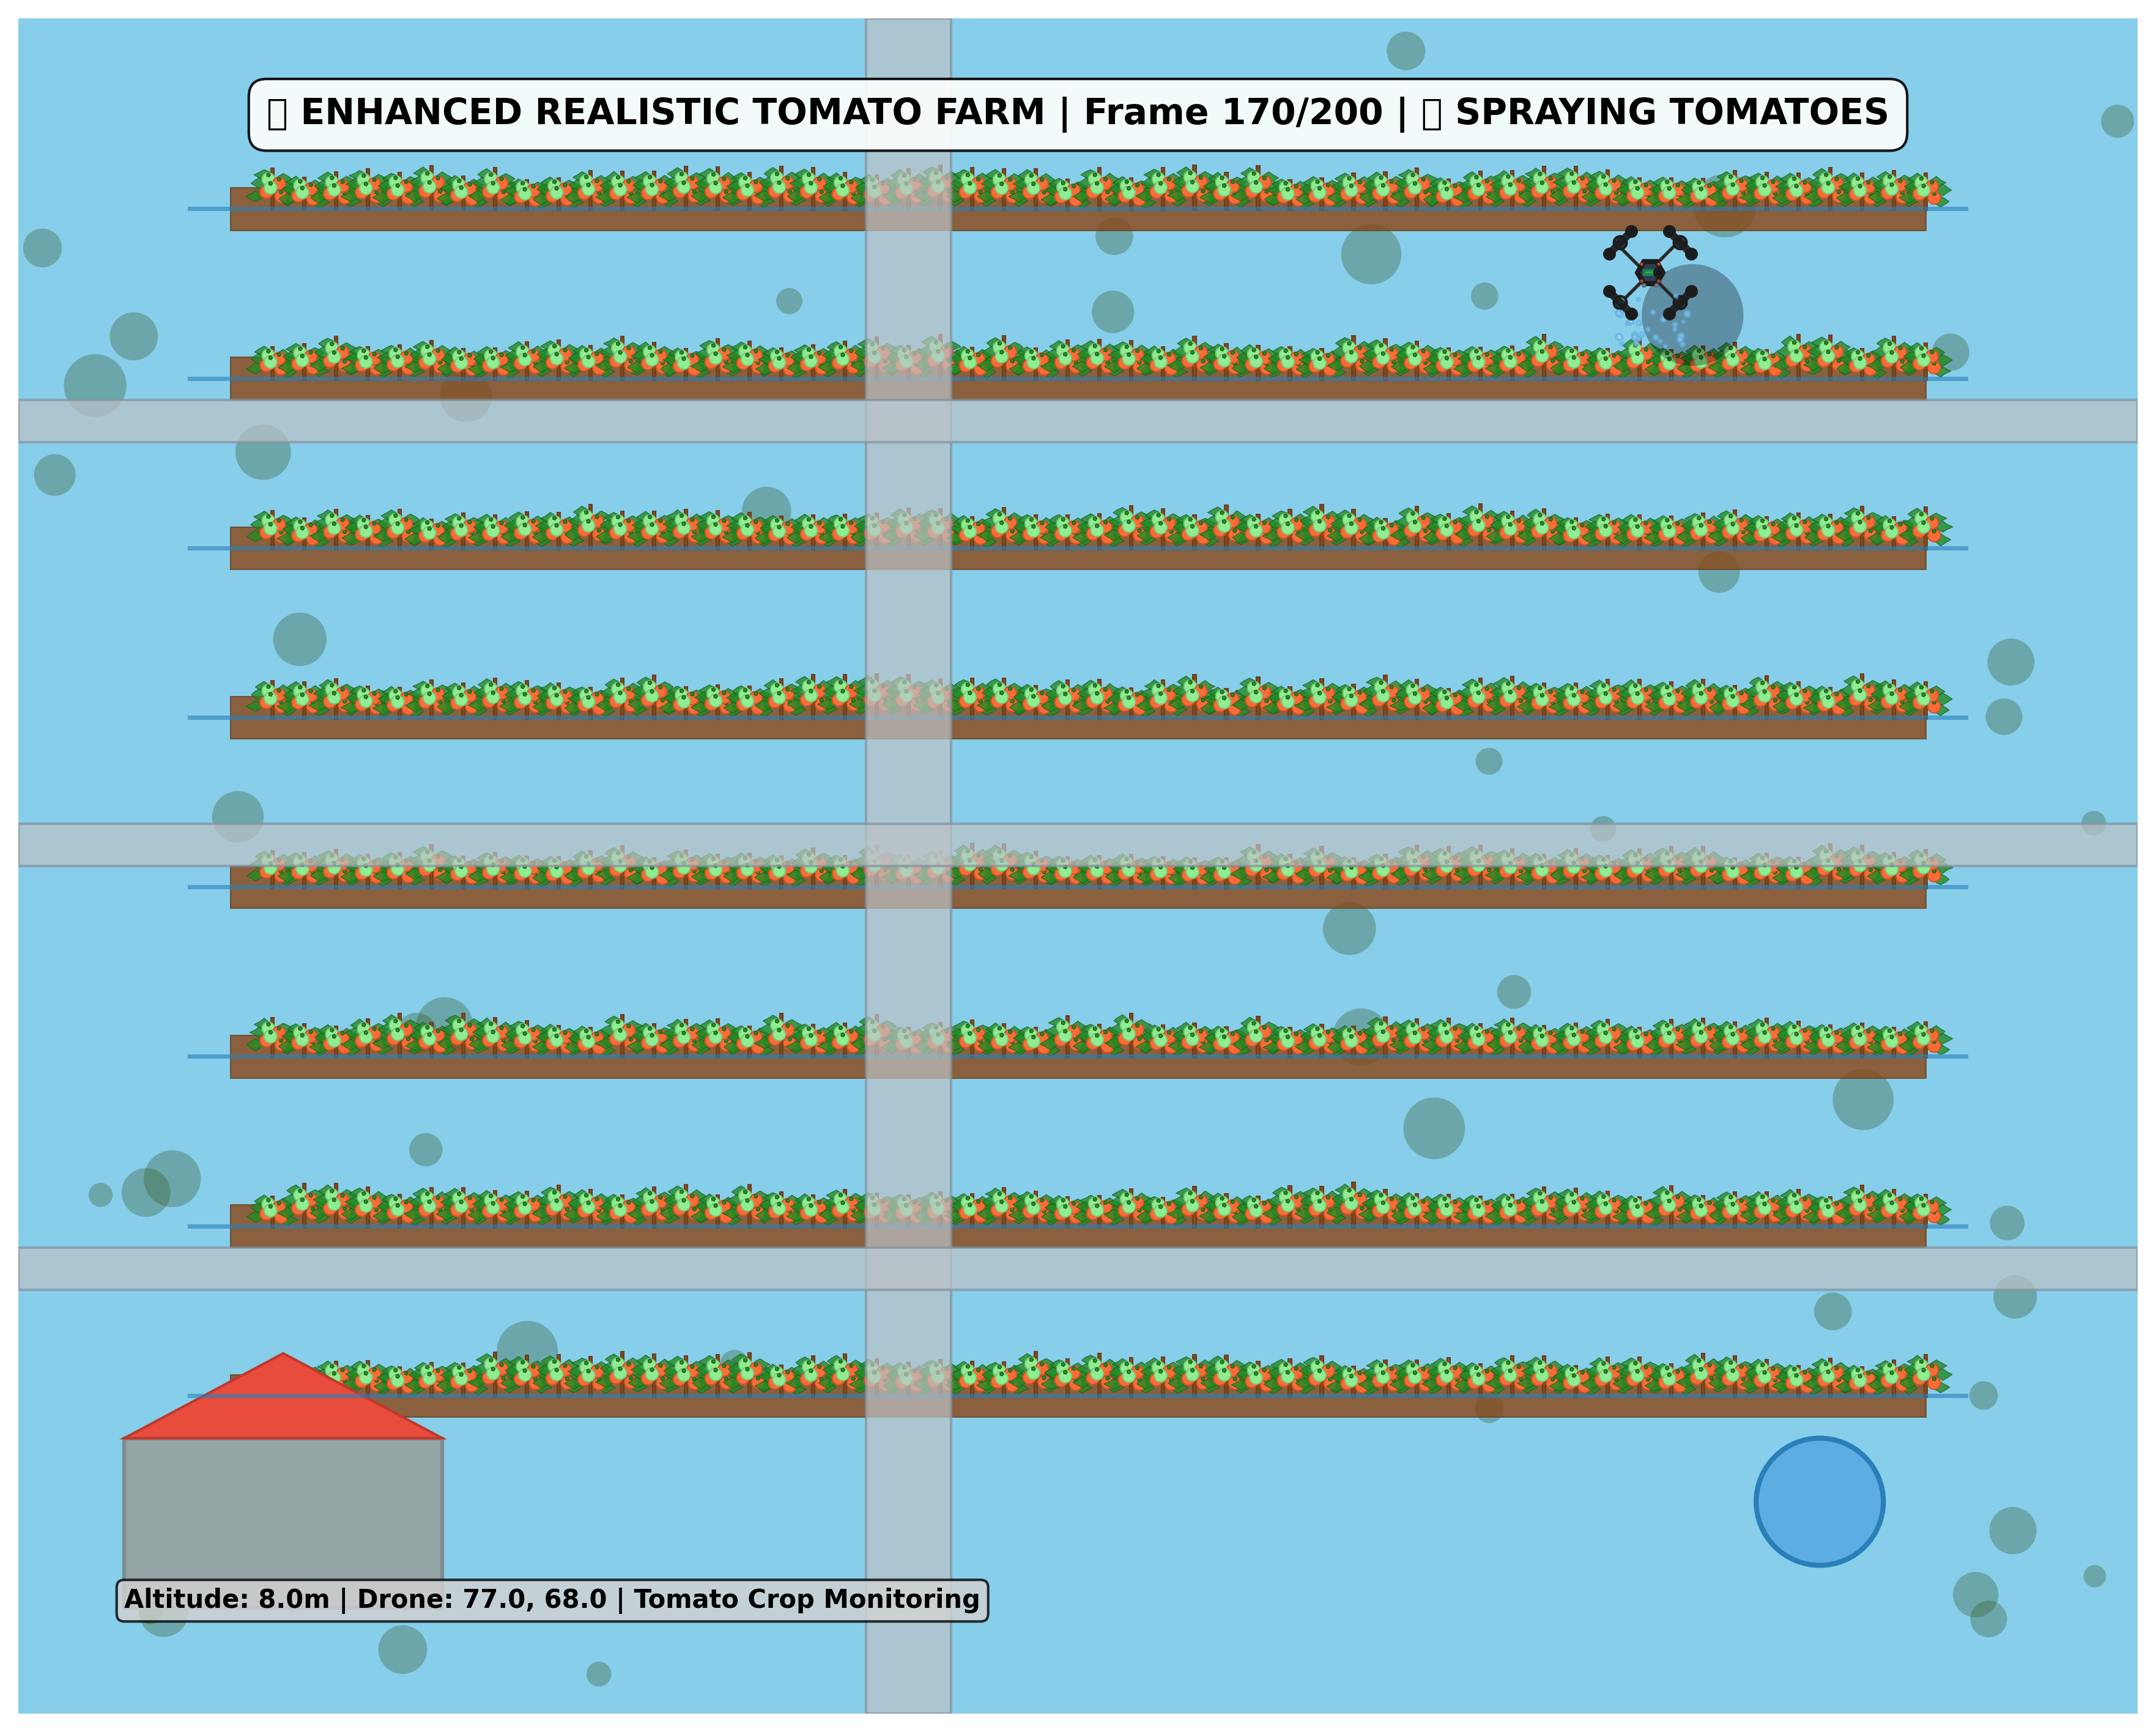 ▯ ENHANCED REALISTIC TOMATO FARM | Frame 170/200 | ▯ SPRAYING TOMATOES
Altitude: 8.0m | Drone: 77.0, 68.0 | Tomato Crop Monitoring